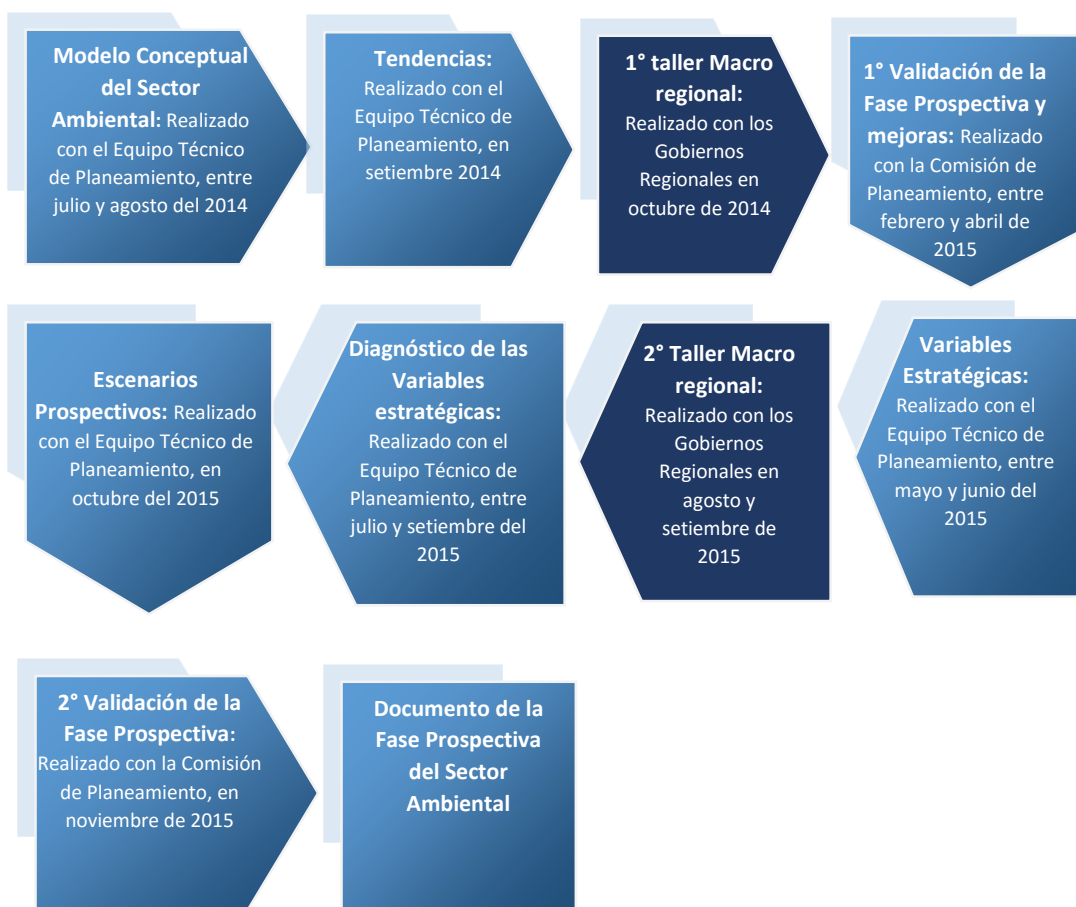 Modelo Conceptual
del Sector
Ambiental: Realizado
con el Equipo Técnico
de Planeamiento, entre
julio y agosto del 2014
Tendencias:
Realizado con el
Equipo Técnico de
Planeamiento, en
setiembre 2014
1° taller Macro
regional:
Realizado con los
Gobiernos
Regionales en
octubre de 2014
1° Validación de la
Fase Prospectiva y
mejoras: Realizado
con la Comisión de
Planeamiento, entre
febrero y abril de
2015
Variables
Estratégicas:
Realizado con el
Equipo Técnico de
Planeamiento, entre
mayo y junio del
2015
2° Taller Macro
regional:
Realizado con los
Gobiernos
Regionales en
agosto y
setiembre de
2015
Diagnóstico de las
Variables
estratégicas:
Realizado con el
Equipo Técnico de
Planeamiento, entre
julio y setiembre del
2015
Escenarios
Prospectivos: Realizado
con el Equipo Técnico de
Planeamiento, en
octubre del 2015
2° Validación de la
Fase Prospectiva:
Realizado con la Comisión
de Planeamiento, en
noviembre de 2015
Documento de la
Fase Prospectiva
del Sector
Ambiental